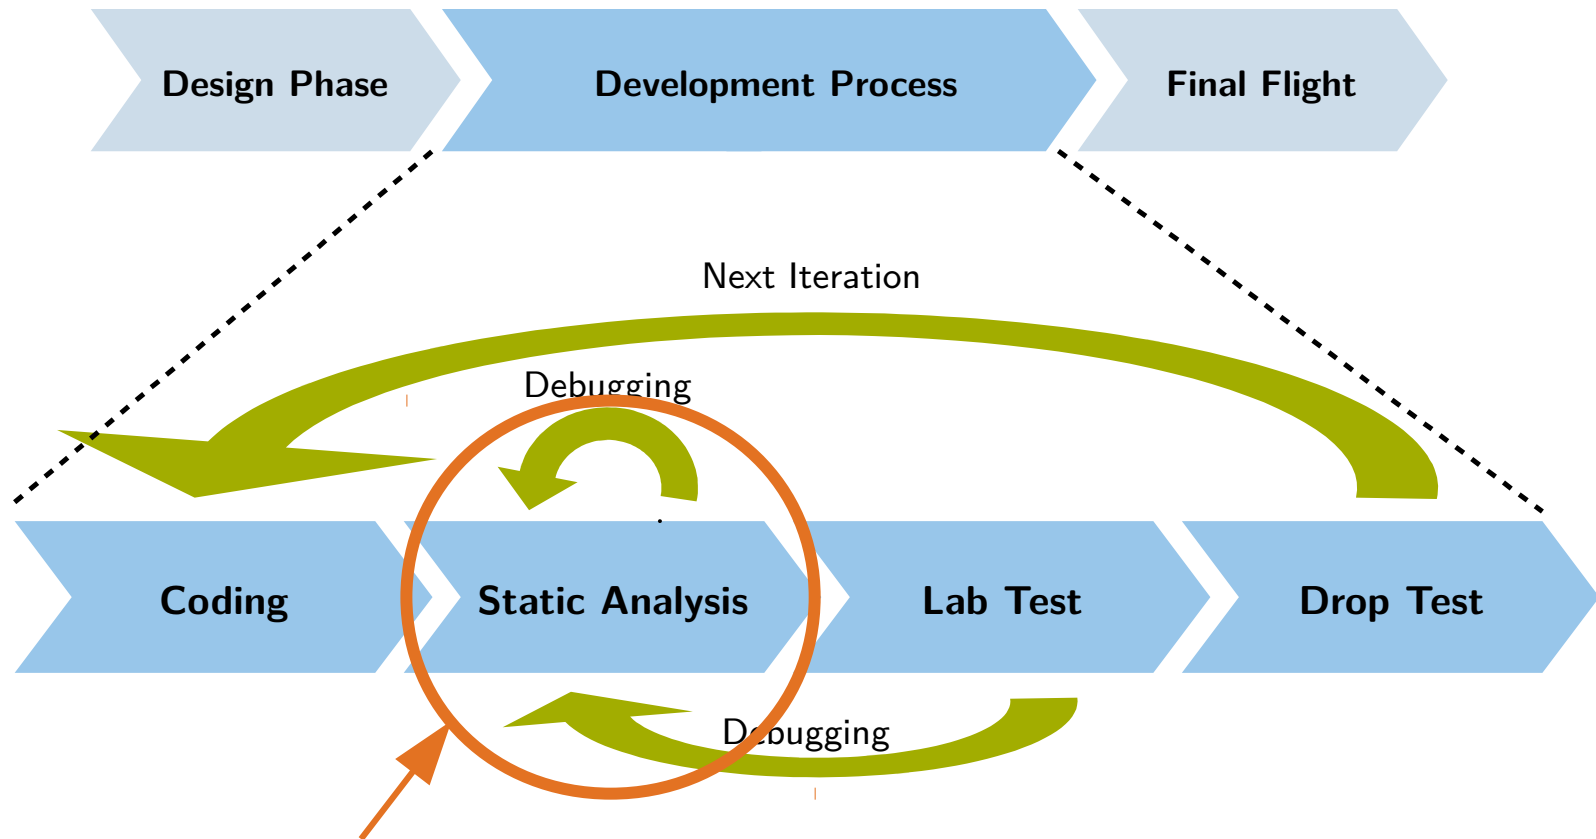 Design Phase
Development Process
Final Flight
Next Iteration
Debugging
Coding
Static Analysis
Lab Test
Drop Test
Debugging